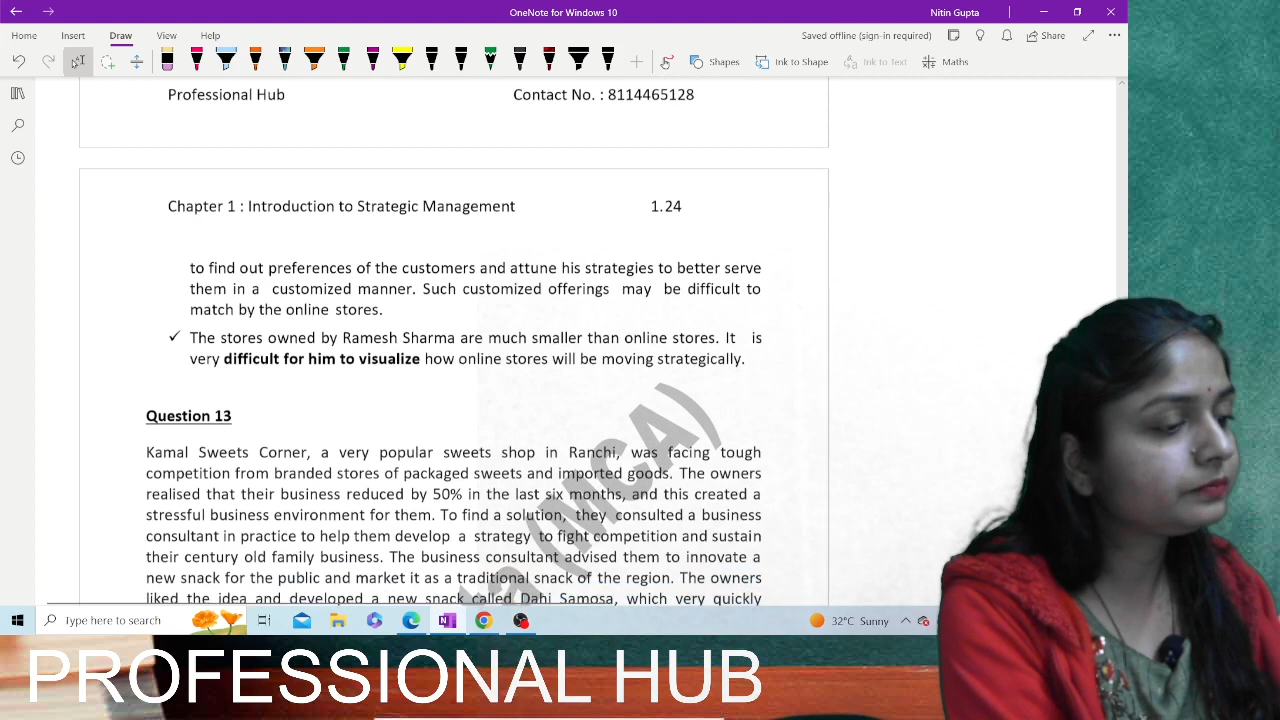 OneNote for Windows 10
Nitin Gupta
Home Insert Draw View Help
Saved offline (sign-in required)
Share
Shapes
Ink to Shape
Ink to Text
Maths
Professional Hub Contact No. : 8114465128
Chapter 1 : Introduction to Strategic Management 1.24
to find out preferences of the customers and attune his strategies to better serve
them in a customized manner. Such customized offerings may be difficult to
match by the online stores.
✓ The stores owned by Ramesh Sharma are much smaller than online stores. It is
very difficult for him to visualize how online stores will be moving strategically.
Question 13
Kamal Sweets Corner, a very popular sweets shop in Ranchi, was facing tough
competition from branded stores of packaged sweets and imported goods. The owners
realised that their business reduced by 50% in the last six months, and this created a
stressful business environment for them. To find a solution, they consulted a business
consultant in practice to help them develop a strategy to fight competition and sustain
their century old family business. The business consultant advised them to innovate a
new snack for the public and market it as a traditional snack of the region. The owners
liked the idea and developed a new snack called Dahi Samosa, which very quickly
(MCA)
Type here to search
32°C Sunny
PROFESSIONAL HUB